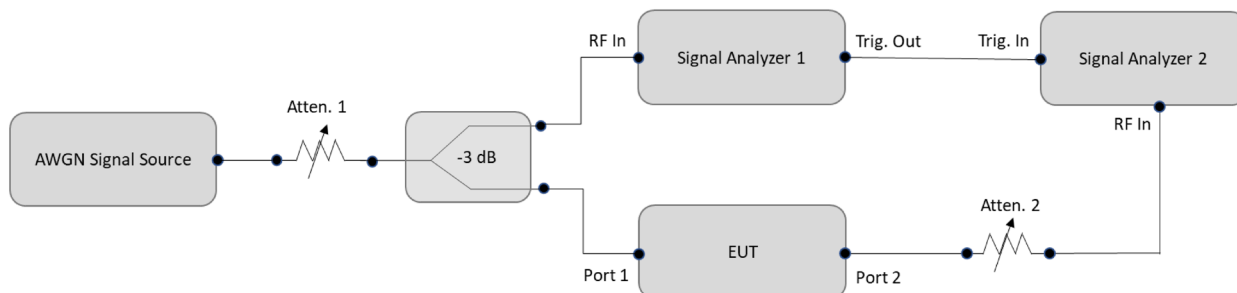 RF In
Signal Analyzer 1
Trig. Out
Trig. In
Signal Analyzer 2
RF In
Atten. 1
AWGN Signal Source
-3 dB
Atten. 2
EUT
Port 1
Port 2